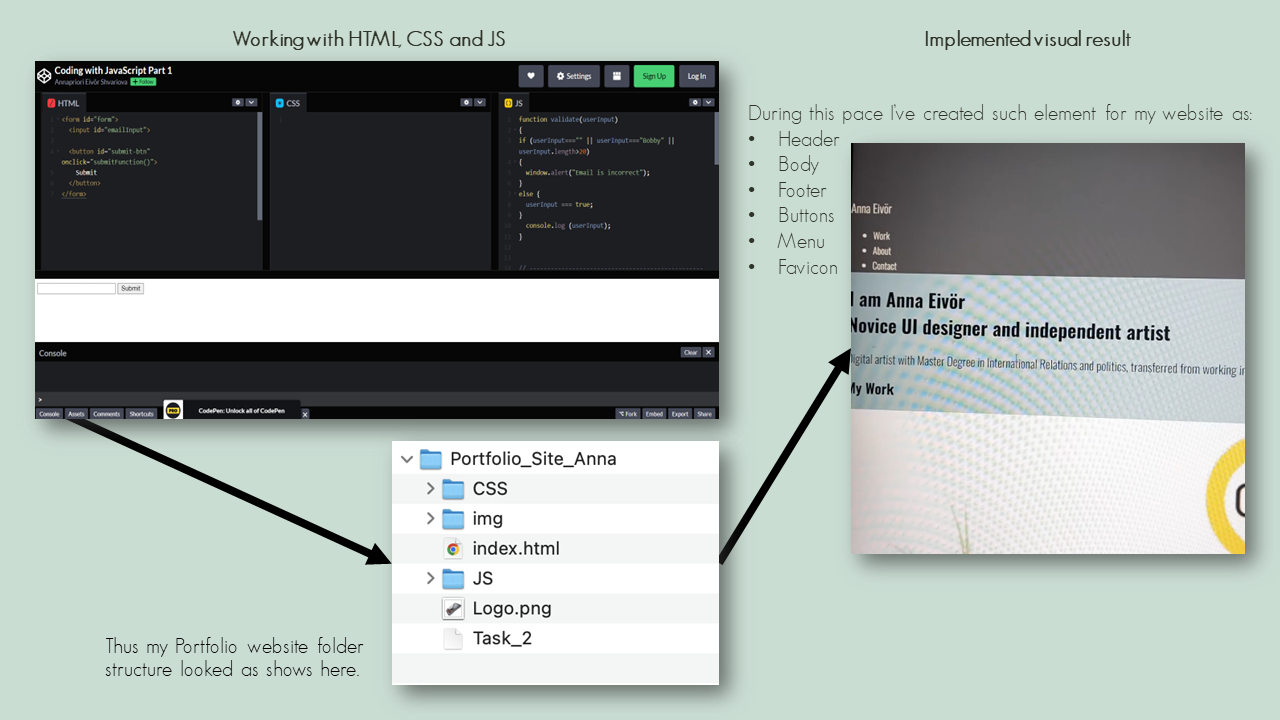 Working with HTML, CSS and JS
Coding with JavaScript Part 1
Annapriori Eivör Shvariova + Follow
Settings
Sign Up
Log In
HTML
<form id="form">
<input id="emailInput">
<button id="submit-btn"
onclick="submitFunction()">
Submit
</button>
</form>
CSS
JS
function validate(userInput)
{
if (userinput==="" || userinput==="Bobby" ||
userinput.length>20)
{
window.alert("Email is incorrect");
}
else {
userinput === true;
}
console.log (userinput);
}
// ----------------------------------------
Submit
Console
Clear
>
Console
Assets
Comments
Shortcuts
PRO
CodePen: Unlock all of CodePen
Fork
Embed
Export
Share
Portfolio_Site_Anna
CSS
img
index.html
JS
Logo.png
Task_2
Thus my Portfolio website folder
structure looked as shows here.
Implemented visual result
During this pace I've created such element for my website as:
• Header
• Body
• Footer
• Buttons
• Menu
• Favicon
Anna Eivör
• Work
• About
• Contact
I am Anna Eivör
Novice UI designer and independent artist
digital artist with Master Degree in International Relations and politics, transferred from working in
My Work